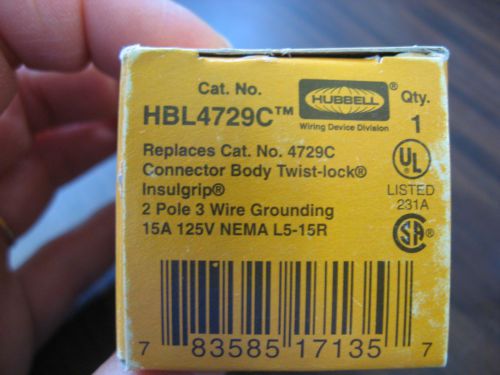 Cat. No.
HBL4729C™
HUBBELL®
Wiring Device Division
Qty.
1
Replaces Cat. No. 4729C
Connector Body Twist-lock®
Insulgrip®
2 Pole 3 Wire Grounding
15A 125V NEMA L5-15R
UL
LISTED
231A
SA®
7 83585 17135 7